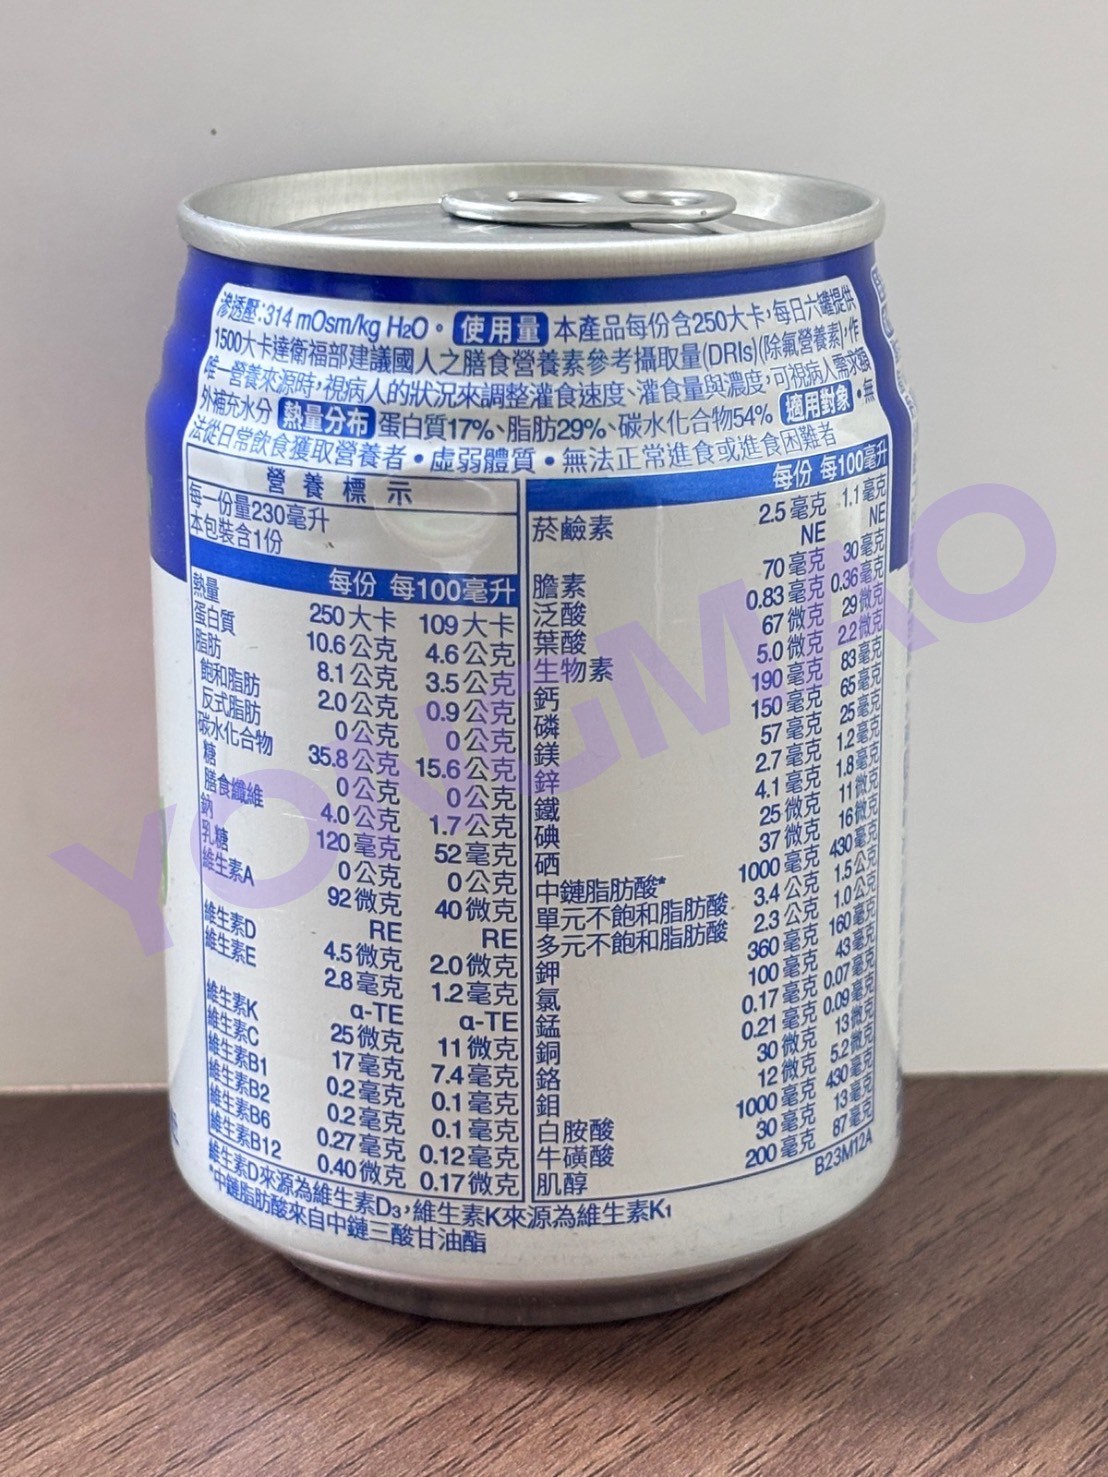 滲透壓:314 mOsm/kg H2O。 使用量 本產品每份含250大卡,每日六罐提供
1500大卡達衛福部建議國人之膳食營養素參考攝取量(DRIs)(除氟營養素),作
唯一營養來源時,視病人的狀況來調整灌食速度、灌食量與濃度,可視病人需求額
外補充水分 熱量分布 蛋白質17%、脂肪29%、碳水化合物54% 適用對象 •無
法從日常飲食獲取營養者•虛弱體質•無法正常進食或進食困難者
營養標示
每一份量230毫升
本包裝含1份
每份 每100毫升
熱量 250大卡 109大卡
蛋白質 10.6公克 4.6公克
脂肪 8.1公克 3.5公克
飽和脂肪 2.0公克 0.9公克
反式脂肪 0公克 0公克
碳水化合物 35.8公克 15.6公克
糖 0公克 0公克
膳食纖維 4.0公克 1.7公克
鈉 120毫克 52毫克
乳糖 0公克 0公克
維生素A 92微克 40微克
RE RE
維生素D 4.5微克 2.0微克
維生素E 2.8毫克 1.2毫克
α-TE α-TE
維生素K 25微克 11微克
維生素C 17毫克 7.4毫克
維生素B1 0.2毫克 0.1毫克
維生素B2 0.2毫克 0.1毫克
維生素B6 0.27毫克 0.12毫克
維生素B12 0.40微克 0.17微克
每份 每100毫升
菸鹼素 2.5毫克 1.1毫克
NE NE
膽素 70毫克 30毫克
泛酸 0.83毫克 0.36毫克
葉酸 67微克 29微克
生物素 5.0微克 2.2微克
鈣 190毫克 83毫克
磷 150毫克 65毫克
鎂 57毫克 25毫克
鋅 2.7毫克 1.2毫克
鐵 4.1毫克 1.8毫克
碘 25微克 11微克
硒 37微克 16微克
中鏈脂肪酸* 1000毫克 430毫克
單元不飽和脂肪酸 3.4公克 1.5公克
多元不飽和脂肪酸 2.3公克 1.0公克
鉀 360毫克 160毫克
氯 100毫克 43毫克
錳 0.17毫克 0.07毫克
銅 0.21毫克 0.09毫克
鉻 30微克 13微克
鉬 12微克 5.2微克
白胺酸 1000毫克 430毫克
牛磺酸 30毫克 13毫克
肌醇 200毫克 87毫克
維生素D來源為維生素D3,維生素K來源為維生素K1
*中鏈脂肪酸來自中鏈三酸甘油酯
B23M12A
YONGMAO